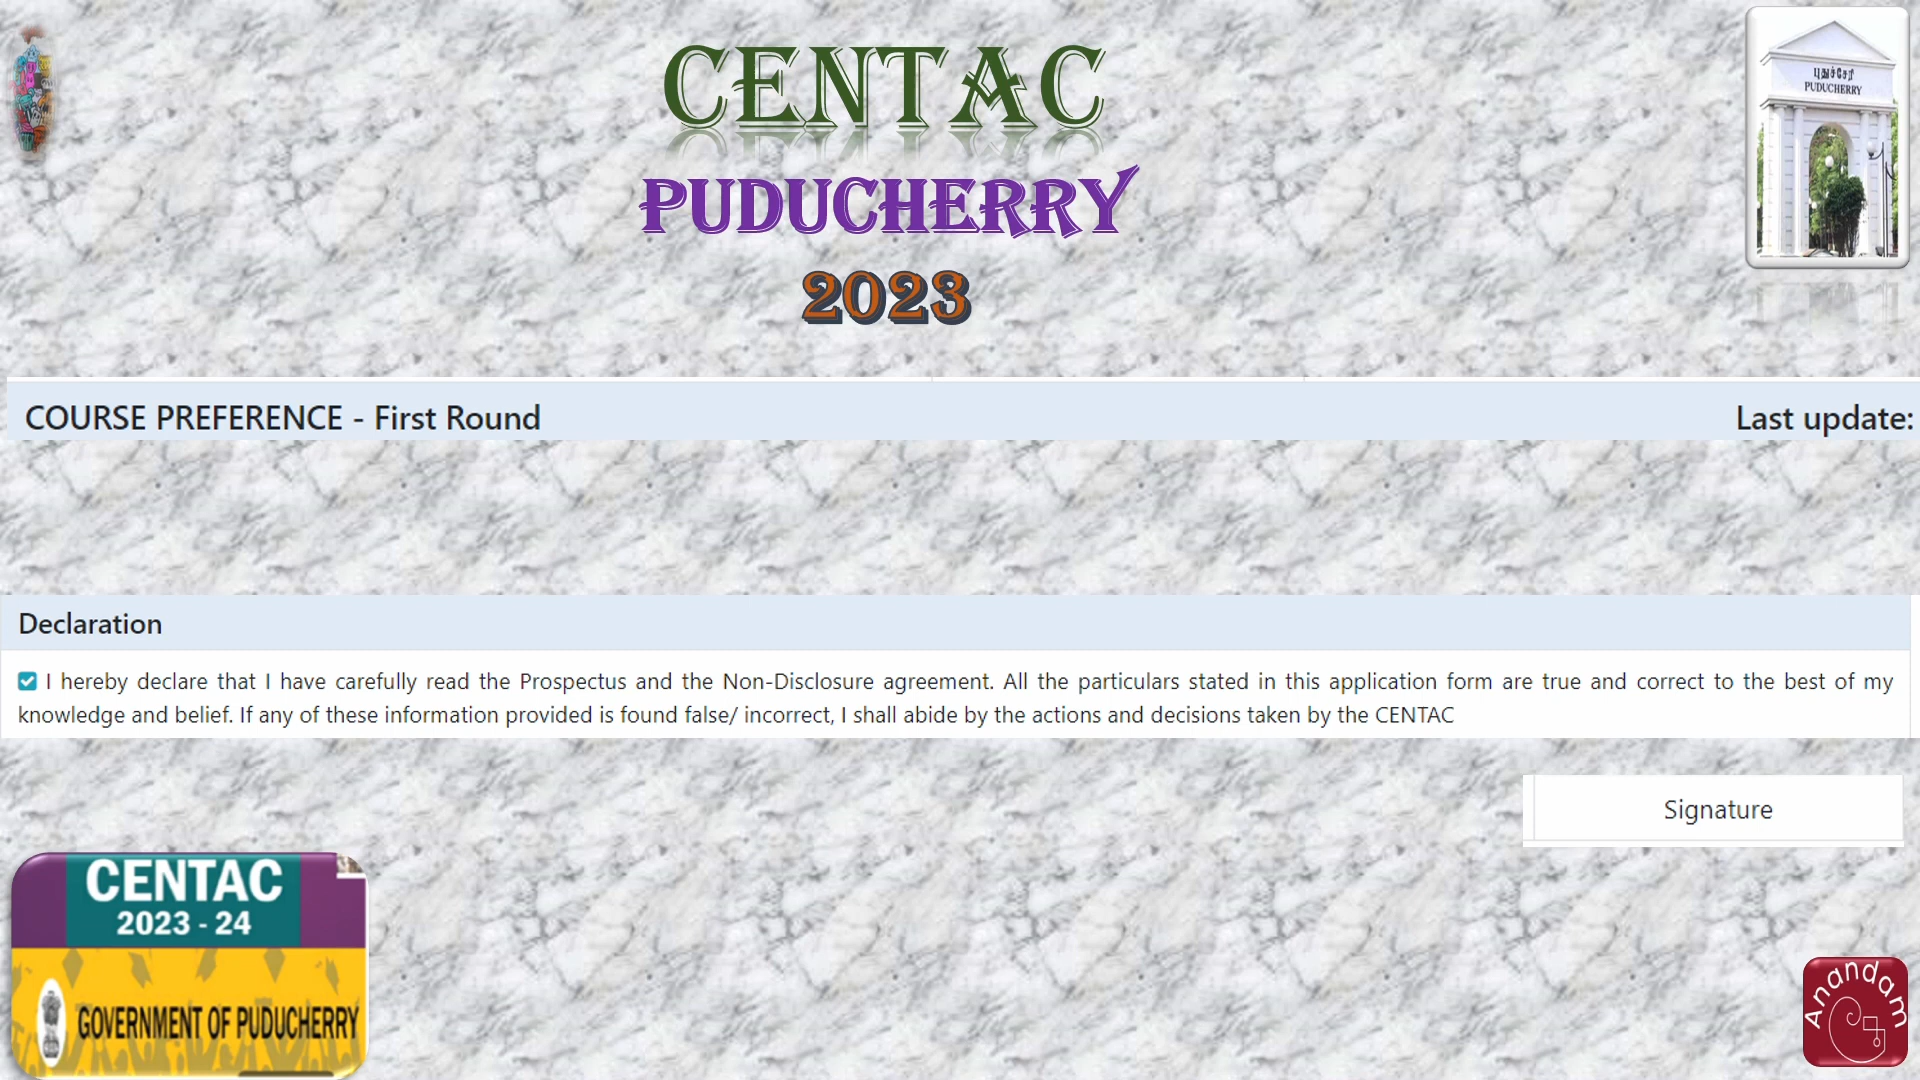 CENTAC
PUDUCHERRY
2023
புதுச்சேரி
PUDUCHERRY
COURSE PREFERENCE - First Round
Last update:
Declaration
I hereby declare that I have carefully read the Prospectus and the Non-Disclosure agreement. All the particulars stated in this application form are true and correct to the best of my
knowledge and belief. If any of these information provided is found false/ incorrect, I shall abide by the actions and decisions taken by the CENTAC
Signature
CENTAC
2023 - 24
GOVERNMENT OF PUDUCHERRY
Anandam